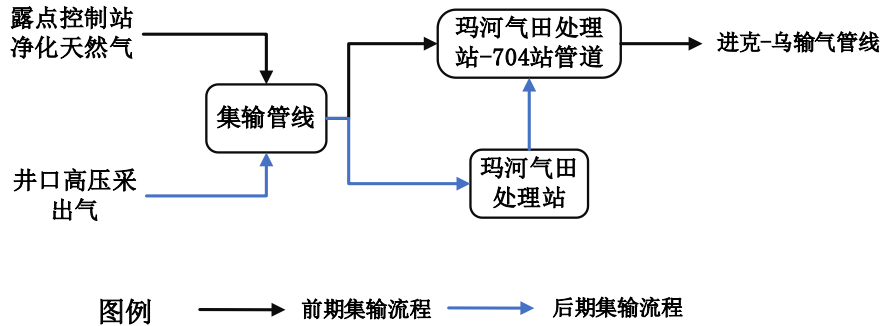 露点控制站
净化天然气
集输管线
井口高压采
出气
玛河气田处理
站-704站管道
进克-乌输气管线
玛河气田
处理站
图例
前期集输流程
后期集输流程